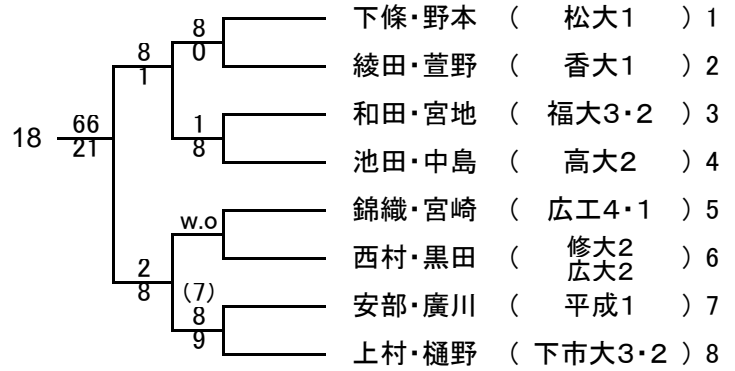 下條・野本 ( 松大1 ) 1
8
0
綾田・萱野 ( 香大1 ) 2
8
1
和田・宮地 ( 福大3・2 ) 3
1
8
18
66
21
池田・中島 ( 高大2 ) 4
錦織・宮崎 ( 広工4・1 ) 5
w.o
西村・黒田 ( 修大2 広大2 ) 6
2
8
(7)
8
9
安部・廣川 ( 平成1 ) 7
上村・樋野 ( 下市大3・2 ) 8